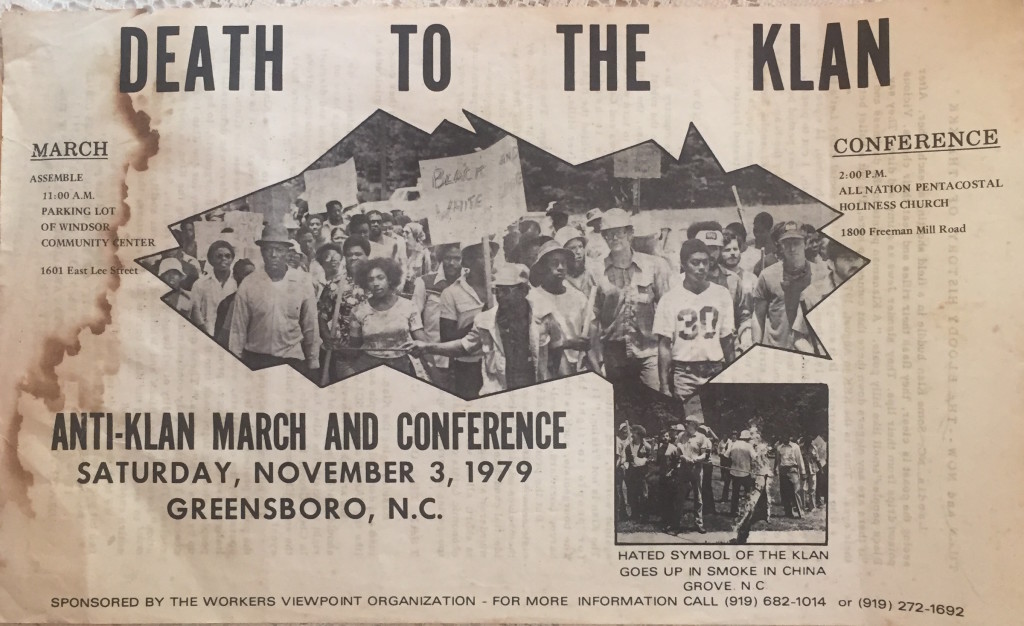 DEATH TO THE KLAN
MARCH
ASSEMBLE
11:00 A.M.
PARKING LOT
OF WINDSOR
COMMUNITY CENTER
1601 East Lee Street
CONFERENCE
2:00 P.M.
ALL NATION PENTACOSTAL
HOLINESS CHURCH
1800 Freeman Mill Road
30
ANTI-KLAN MARCH AND CONFERENCE
SATURDAY, NOVEMBER 3, 1979
GREENSBORO, N.C.
HATED SYMBOL OF THE KLAN
GOES UP IN SMOKE IN CHINA
GROVE. N.C
SPONSORED BY THE WORKERS VIEWPOINT ORGANIZATION - FOR MORE INFORMATION CALL (919) 682-1014 or (919) 272-1692